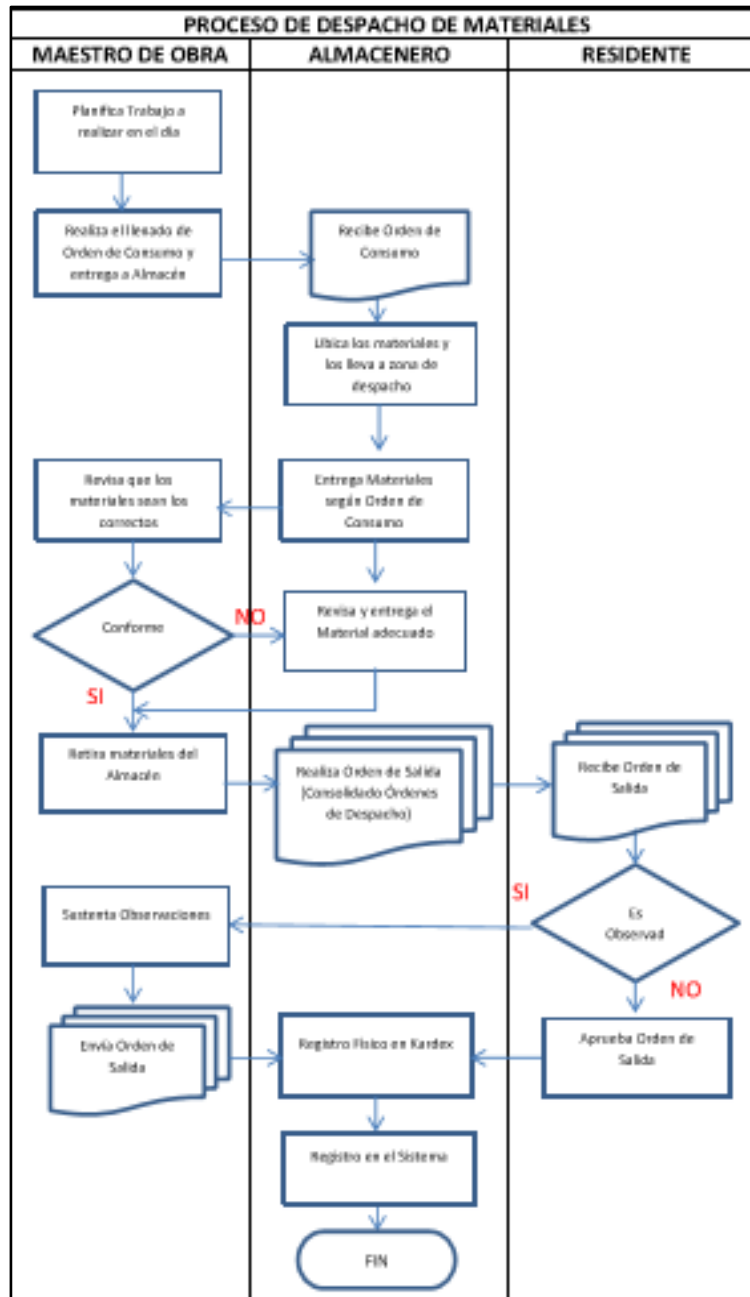 PROCESO DE DESPACHO DE MATERIALES
MAESTRO DE OBRA
ALMACENERO
RESIDENTE
Planifica Trabajo a
realizar en el día
Realiza el llenado de
Orden de Consumo y
entrega a Almacén
Recibe Orden de
Consumo
Ubica los materiales y
los lleva a zona de
despacho
Revisa que los
materiales sean los
correctos
Entrega Materiales
según Orden de
Consumo
Conforme
NO
Revisa y entrega el
Material adecuado
SI
Retira materiales del
Almacén
Realiza Orden de Salida
(Consolidado Órdenes
de Despacho)
Recibe Orden de
Salida
SI
Sustenta Observaciones
Es
Observad
NO
Envía Orden de
Salida
Registro Físico en Kardex
Aprueba Orden de
Salida
Registro en el Sistema
FIN